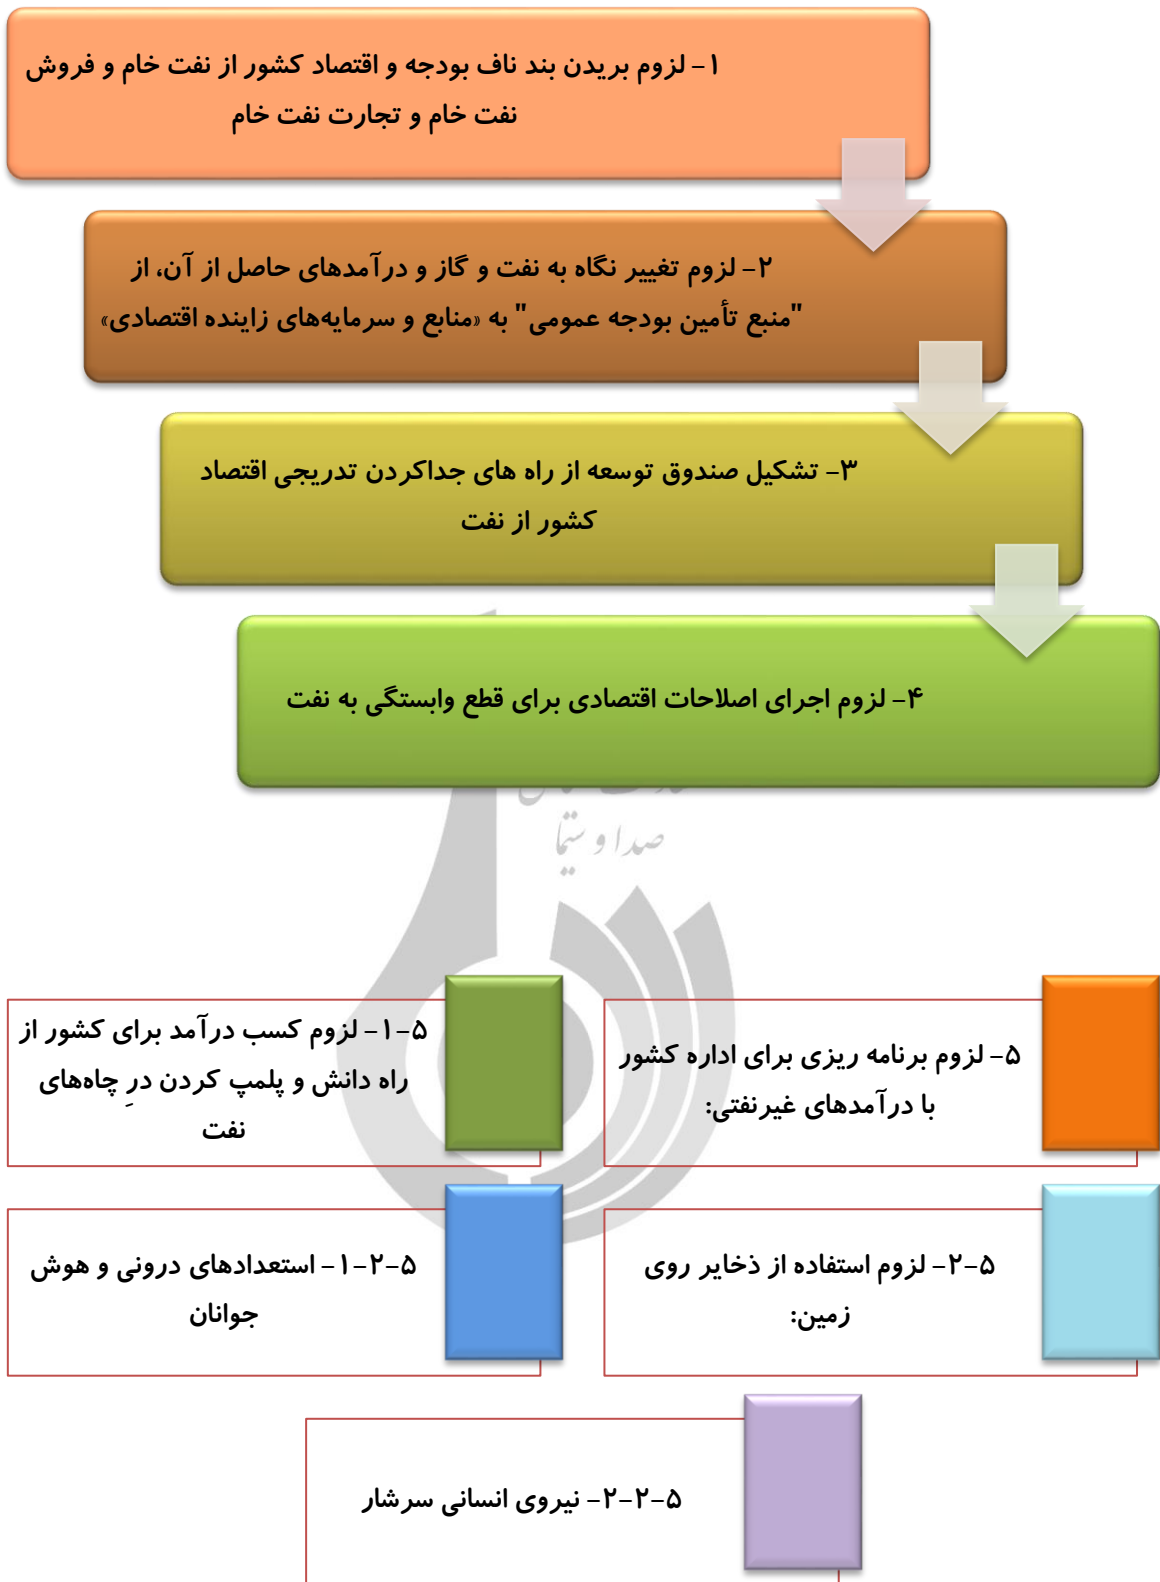 ۱- لزوم بریدن بند ناف بودجه و اقتصاد کشور از نفت خام و فروش
نفت خام و تجارت نفت خام
۲- لزوم تغییر نگاه به نفت و گاز و درآمدهای حاصل از آن، از
"منبع تأمین بودجه عمومی" به «منابع و سرمایه‌های زاینده اقتصادی»
۳- تشکیل صندوق توسعه از راه های جداکردن تدریجی اقتصاد
کشور از نفت
۴- لزوم اجرای اصلاحات اقتصادی برای قطع وابستگی به نفت
صدا و سیما
۵- لزوم برنامه ریزی برای اداره کشور
با درآمدهای غیرنفتی:
۵-۱- لزوم کسب درآمد برای کشور از
راه دانش و پلمپ کردن درِ چاه‌های
نفت
۵-۲- لزوم استفاده از ذخایر روی
زمین:
۵-۲-۱- استعدادهای درونی و هوش
جوانان
۵-۲-۲- نیروی انسانی سرشار